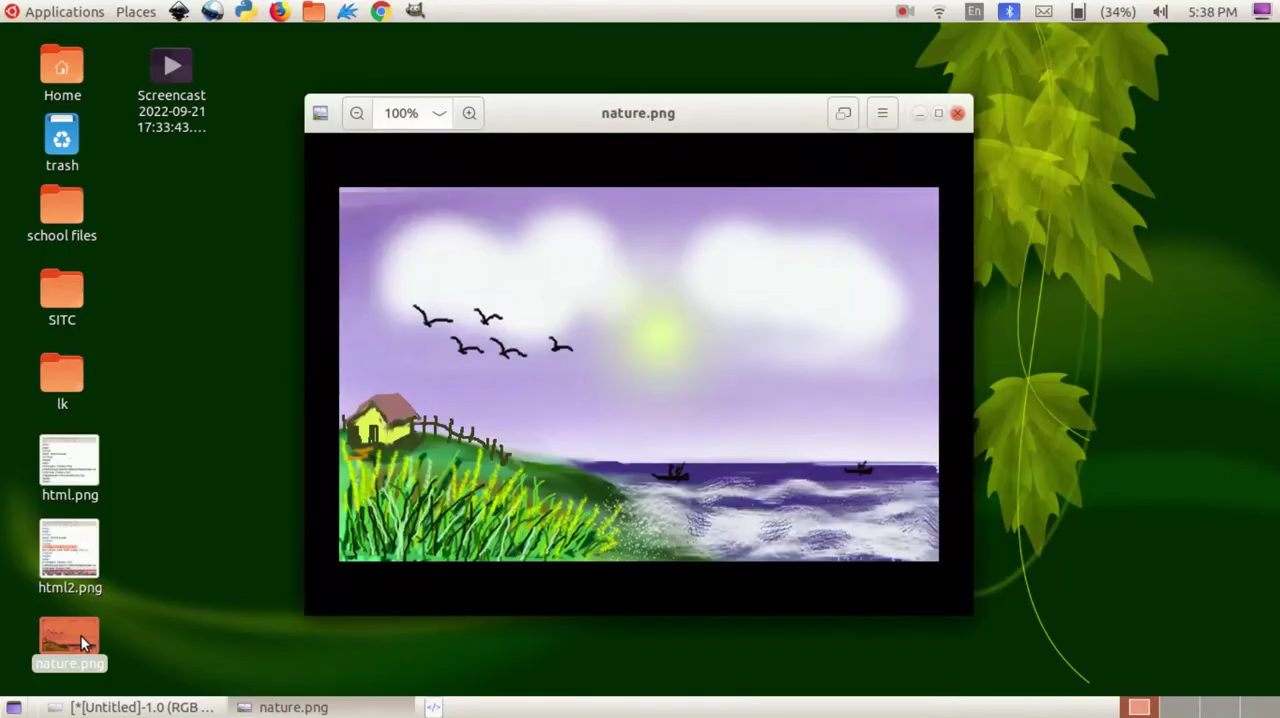 Applications Places En (34%) 5:38 PM
Home
Screencast
2022-09-21
17:33:43....
trash
school files
SITC
lk
html.png
html2.png
nature.png
100%
nature.png
[*[Untitled]-1.0 (RGB ...
nature.png